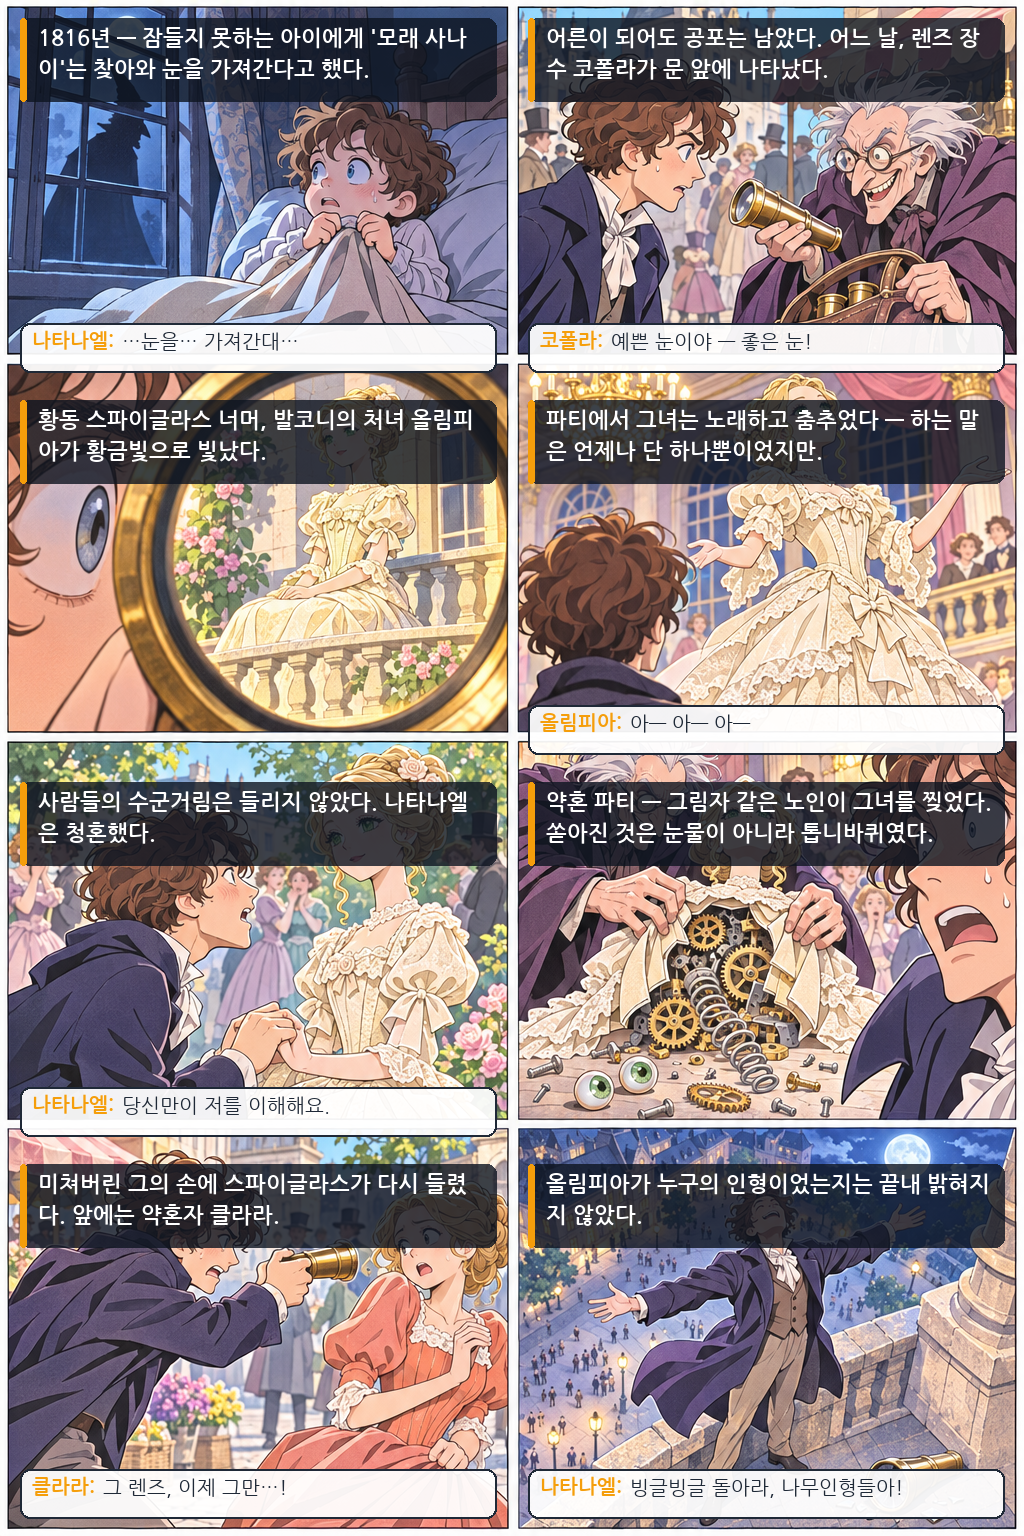 1816년 — 잠들지 못하는 아이에게 '모래 사나
이'는 찾아와 눈을 가져간다고 했다.
나타나엘: …눈을… 가져간대…
어른이 되어도 공포는 남았다. 어느 날, 렌즈 장
수 코폴라가 문 앞에 나타났다.
코폴라: 예쁜 눈이야 — 좋은 눈!
황동 스파이글라스 너머, 발코니의 처녀 올림피
아가 황금빛으로 빛났다.
파티에서 그녀는 노래하고 춤추었다 — 하는 말
은 언제나 단 하나뿐이었지만.
올림피아: 아— 아— 아—
사람들의 수군거림은 들리지 않았다. 나타나엘
은 청혼했다.
나타나엘: 당신만이 저를 이해해요.
약혼 파티 — 그림자 같은 노인이 그녀를 찢었다.
쏟아진 것은 눈물이 아니라 톱니바퀴였다.
미쳐버린 그의 손에 스파이글라스가 다시 들렸
다. 앞에는 약혼자 클라라.
클라라: 그 렌즈, 이제 그만…!
올림피아가 누구의 인형이었는지는 끝내 밝혀지
지 않았다.
나타나엘: 빙글빙글 돌아라, 나무인형들아!